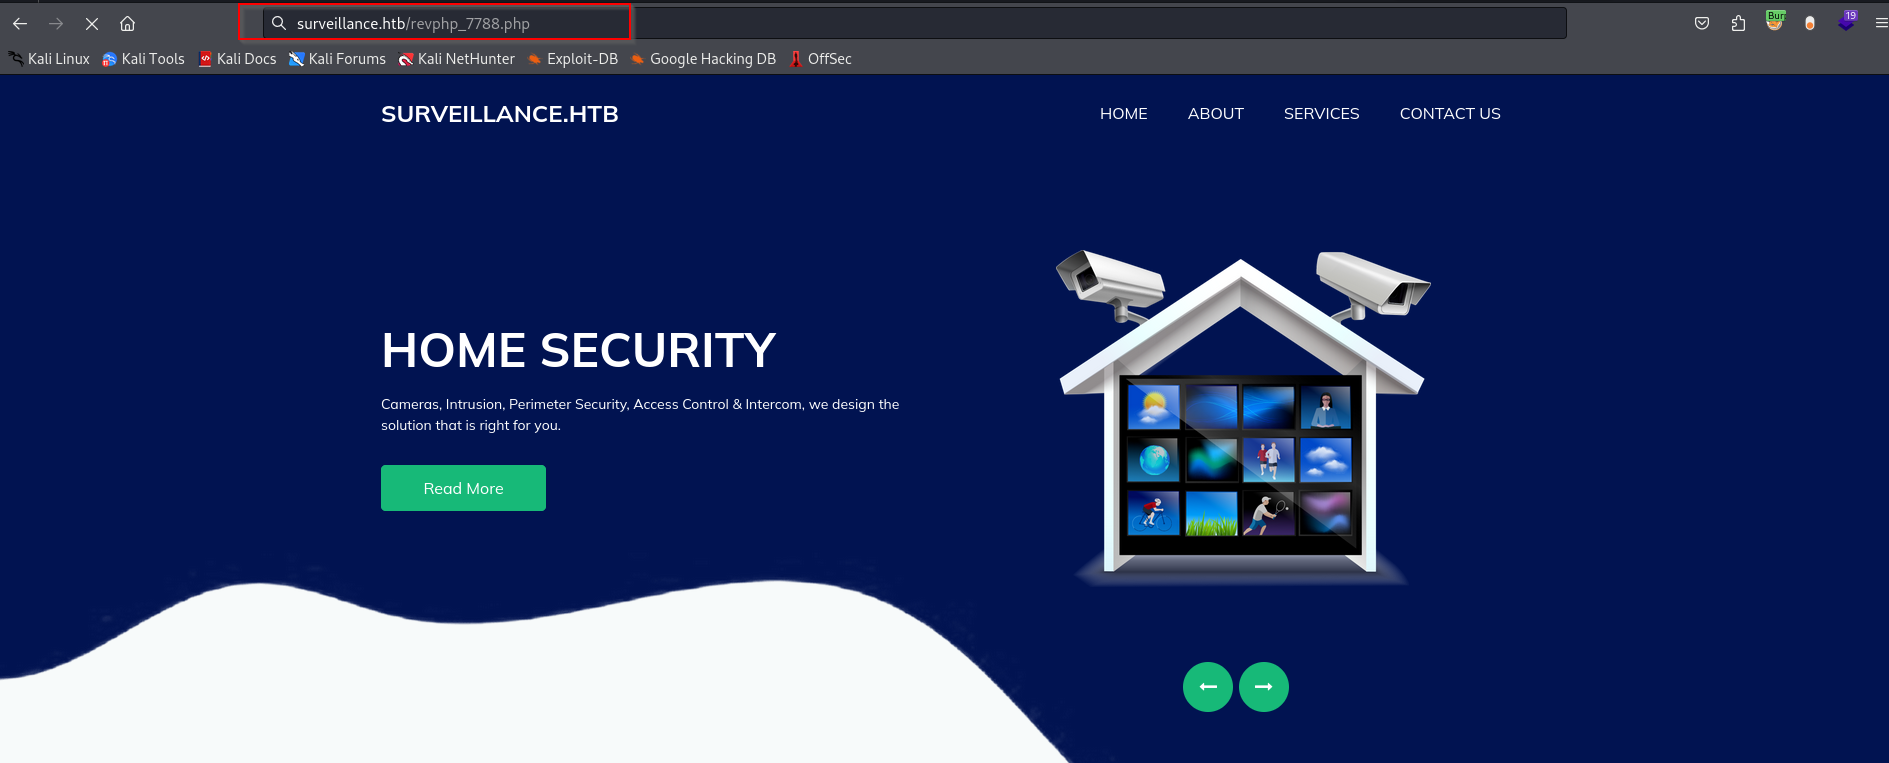 surveillance.htb/revphp_7788.php
Bur
19
Kali Linux Kali Tools Kali Docs Kali Forums Kali NetHunter Exploit-DB Google Hacking DB OffSec
SURVEILLANCE.HTB
HOME ABOUT SERVICES CONTACT US
HOME SECURITY
Cameras, Intrusion, Perimeter Security, Access Control & Intercom, we design the
solution that is right for you.
Read More